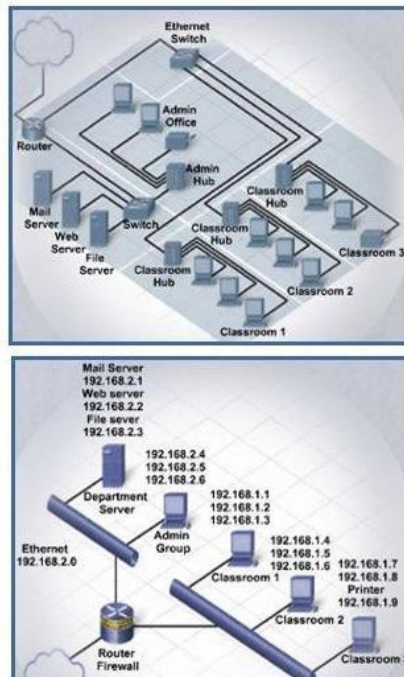 Ethernet
Switch
Admin
Office
Router
Admin
Hub
Classroom
Hub
Mail
Server
Web
Server
File
Server
Switch
Classroom
Hub
Classroom 3
Classroom
Hub
Classroom 2
Classroom 1
Mail Server
192.168.2.1
Web server
192.168.2.2
File sever
192.168.2.3
192.168.2.4
192.168.2.5
192.168.2.6
Department
Server
192.168.1.1
192.168.1.2
192.168.1.3
Admin
Group
192.168.1.4
192.168.1.5
192.168.1.6
Ethernet
192.168.2.0
Classroom 1
192.168.1.7
192.168.1.8
Printer
192.168.1.9
Classroom 2
Router
Firewall
Classroom